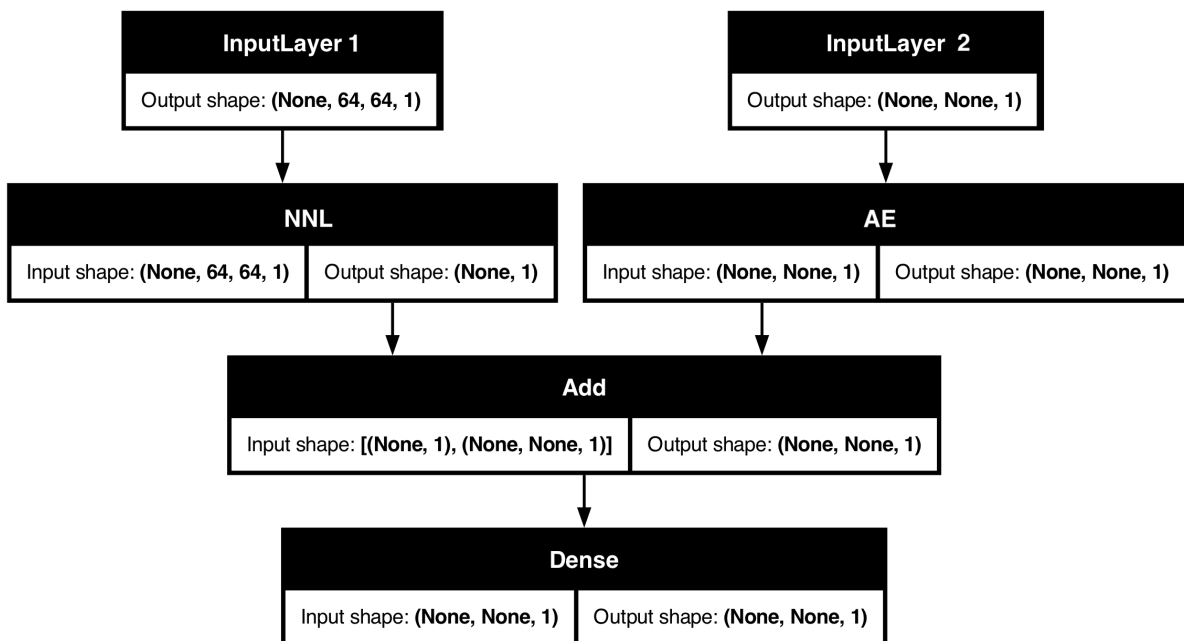 InputLayer 1
Output shape: (None, 64, 64, 1)
InputLayer 2
Output shape: (None, None, 1)
NNL
Input shape: (None, 64, 64, 1)
Output shape: (None, 1)
AE
Input shape: (None, None, 1)
Output shape: (None, None, 1)
Add
Input shape: [(None, 1), (None, None, 1)]
Output shape: (None, None, 1)
Dense
Input shape: (None, None, 1)
Output shape: (None, None, 1)